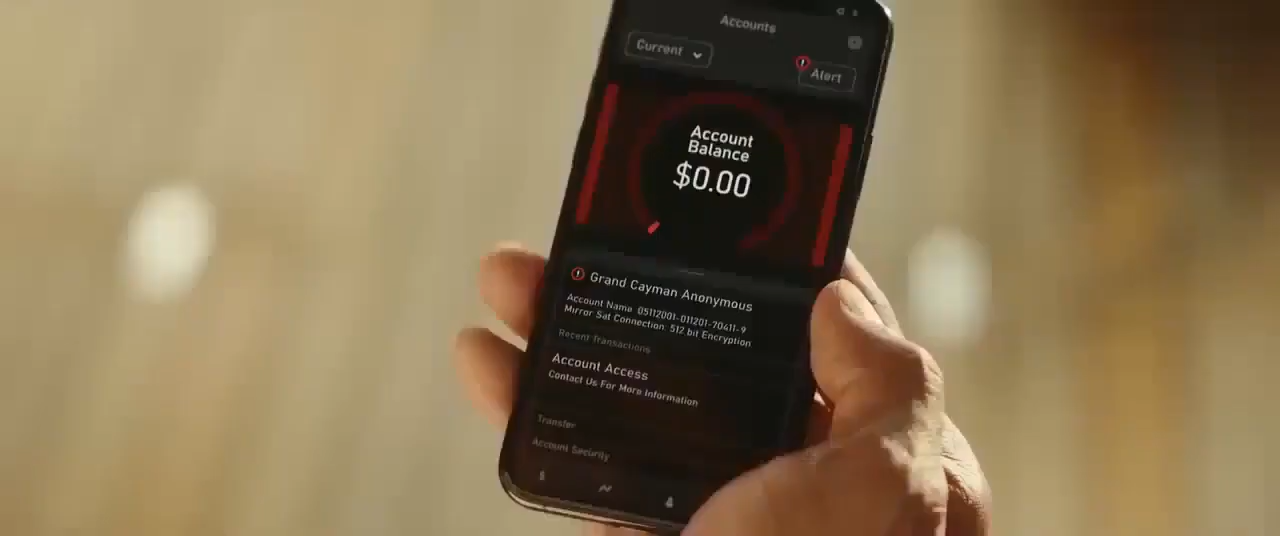 Accounts
Current
Alert
Account
Balance
$0.00
Grand Cayman Anonymous
Account Name 05112001-011201-70411-9
Mirror Sat Connection: 512 bit Encryption
Recent Transactions
Account Access
Contact Us For More Information
Transfer
Account Security